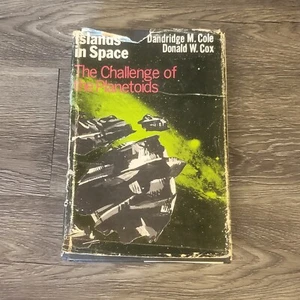 Islands
in Space
Dandridge M. Cole
Donald W. Cox
The Challenge of
the Planetoids